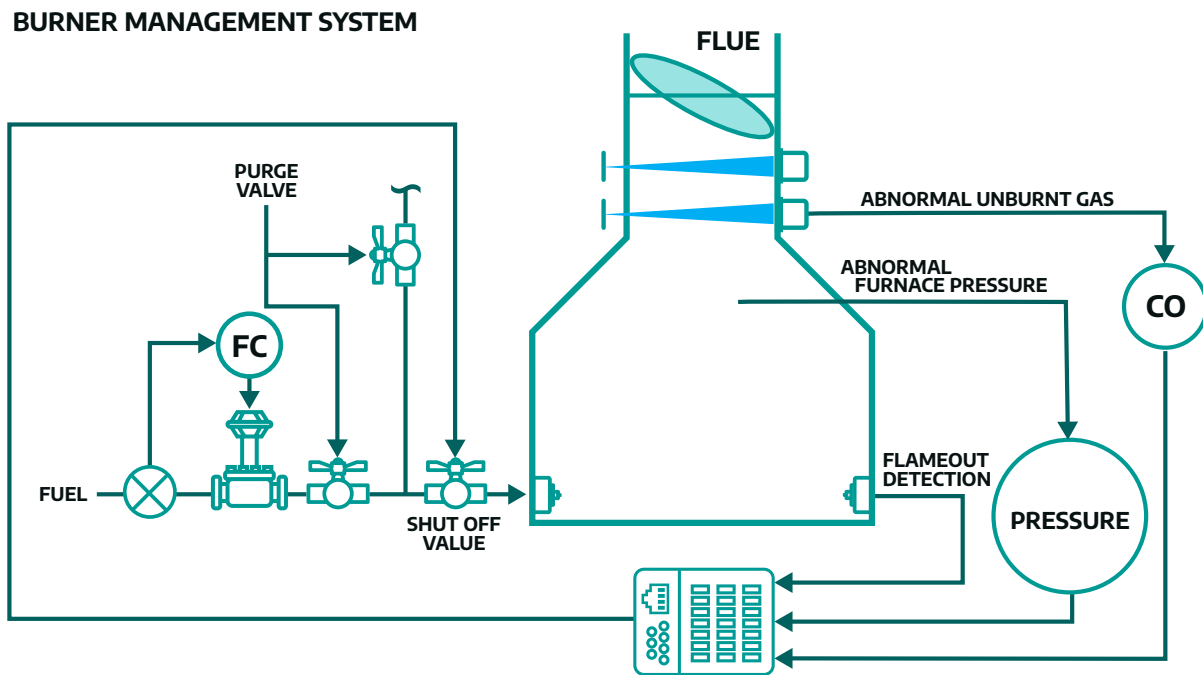 BURNER MANAGEMENT SYSTEM
FLUE
PURGE
VALVE
ABNORMAL UNBURNT GAS
ABNORMAL
FURNACE PRESSURE
CO
FC
FLAMEOUT
DETECTION
FUEL
PRESSURE
SHUT OFF
VALUE